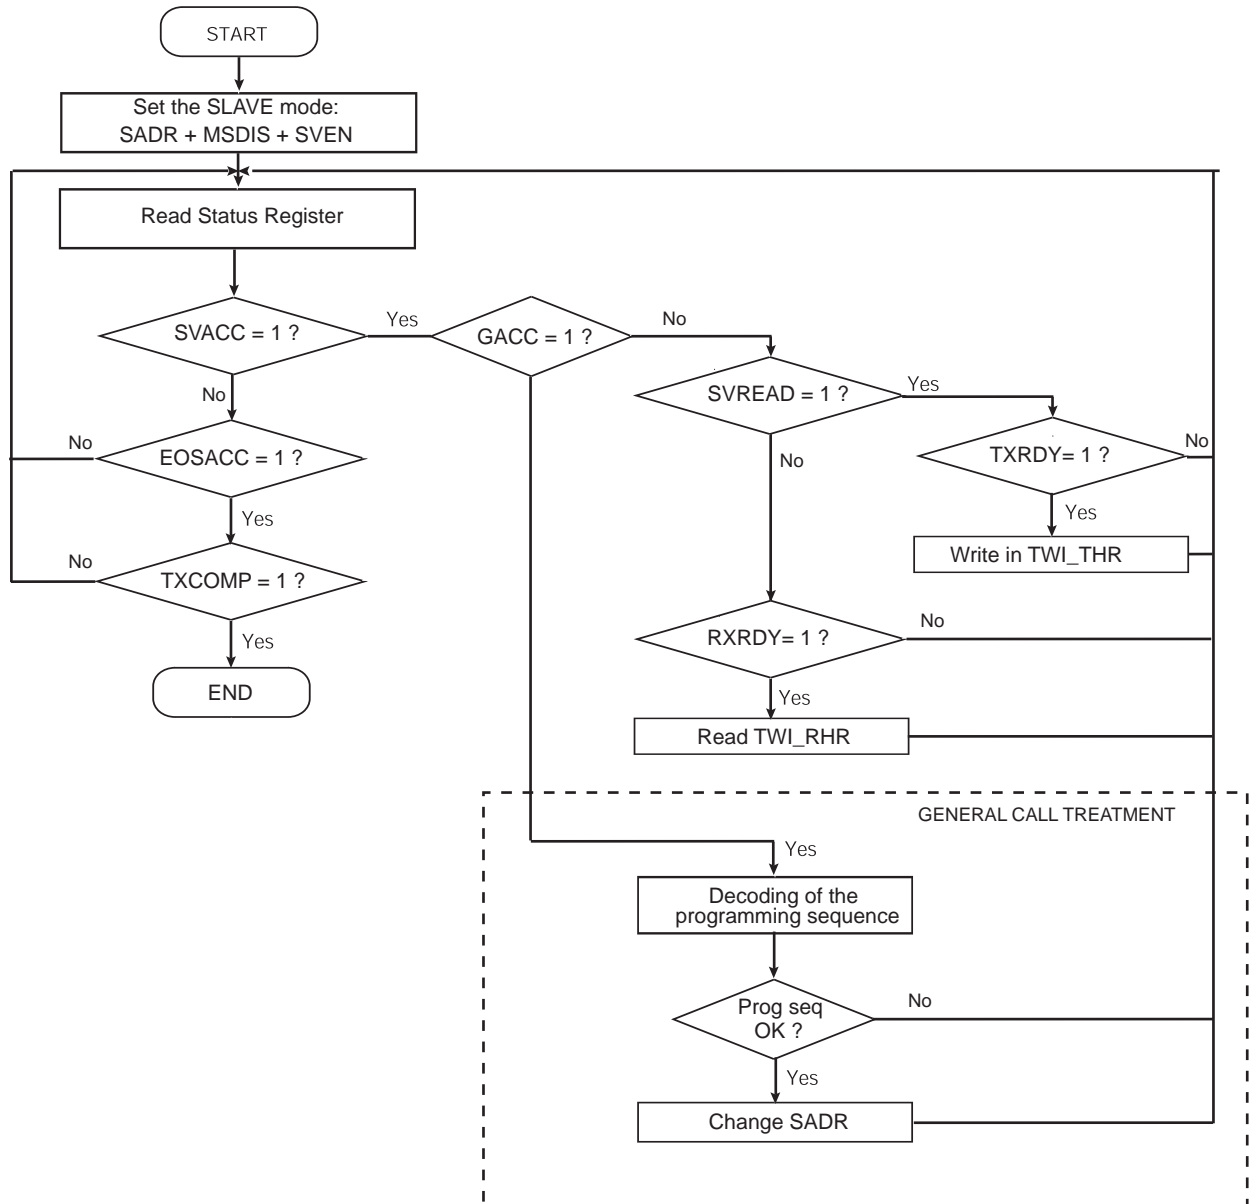 START
Set the SLAVE mode:
SADR + MSDIS + SVEN
Read Status Register
SVACC = 1 ?
Yes
GACC = 1 ?
No
SVREAD = 1 ?
Yes
No
EOSACC = 1 ?
No
No
TXRDY= 1 ?
No
Yes
Yes
Write in TWI_THR
No
TXCOMP = 1 ?
Yes
RXRDY= 1 ?
No
END
Yes
Read TWI_RHR
GENERAL CALL TREATMENT
Yes
Decoding of the
programming sequence
Prog seq
OK ?
No
Yes
Change SADR